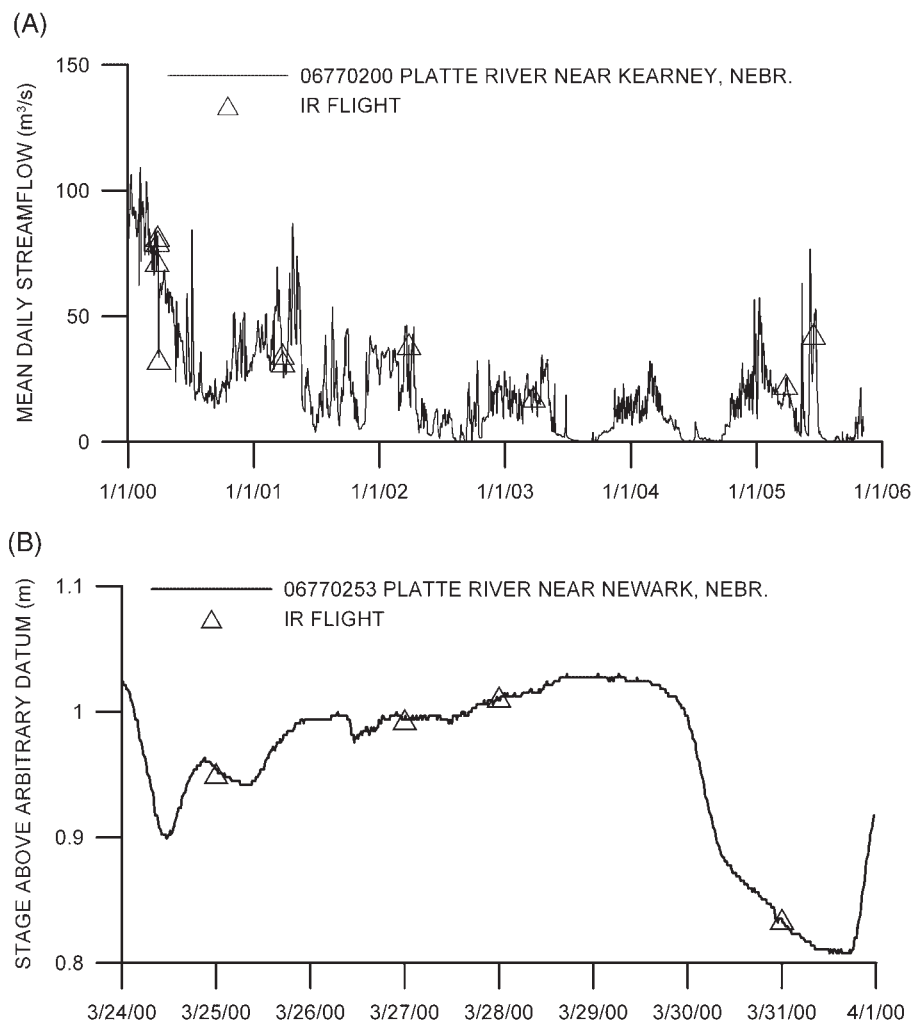 (A)
MEAN DAILY STREAMFLOW (m³/s)
150
100
50
0
06770200 PLATTE RIVER NEAR KEARNEY, NEBR.
IR FLIGHT
1/1/00 1/1/01 1/1/02 1/1/03 1/1/04 1/1/05 1/1/06
(B)
STAGE ABOVE ARBITRARY DATUM (m)
1.1
1
0.9
0.8
06770253 PLATTE RIVER NEAR NEWARK, NEBR.
IR FLIGHT
3/24/00 3/25/00 3/26/00 3/27/00 3/28/00 3/29/00 3/30/00 3/31/00 4/1/00